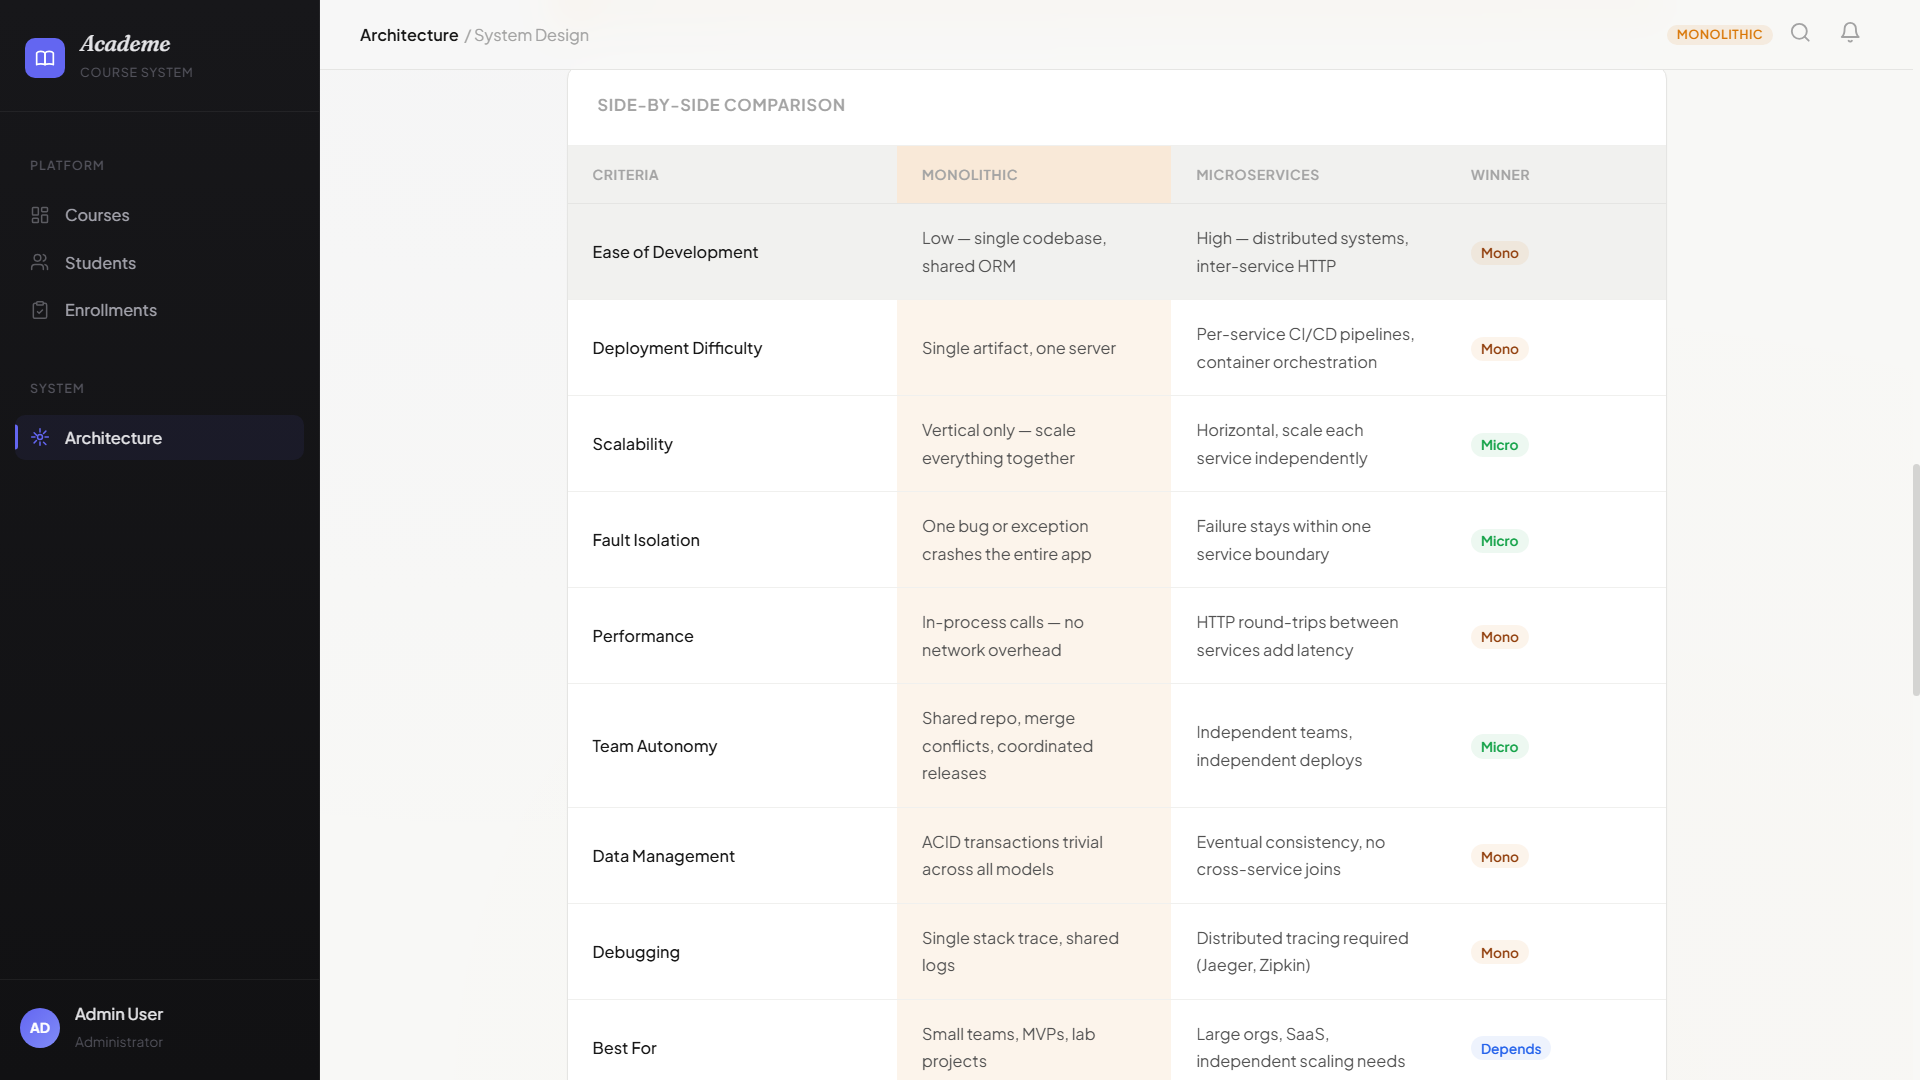 Academe
COURSE SYSTEM
PLATFORM
Courses
Students
Enrollments
SYSTEM
Architecture
AD
Admin User
Administrator
Architecture / System Design
MONOLITHIC
SIDE-BY-SIDE COMPARISON
CRITERIA
MONOLITHIC
MICROSERVICES
WINNER
Ease of Development
Low — single codebase,
shared ORM
High — distributed systems,
inter-service HTTP
Mono
Deployment Difficulty
Single artifact, one server
Per-service CI/CD pipelines,
container orchestration
Mono
Scalability
Vertical only — scale
everything together
Horizontal, scale each
service independently
Micro
Fault Isolation
One bug or exception
crashes the entire app
Failure stays within one
service boundary
Micro
Performance
In-process calls — no
network overhead
HTTP round-trips between
services add latency
Mono
Team Autonomy
Shared repo, merge
conflicts, coordinated
releases
Independent teams,
independent deploys
Micro
Data Management
ACID transactions trivial
across all models
Eventual consistency, no
cross-service joins
Mono
Debugging
Single stack trace, shared
logs
Distributed tracing required
(Jaeger, Zipkin)
Mono
Best For
Small teams, MVPs, lab
projects
Large orgs, SaaS,
independent scaling needs
Depends